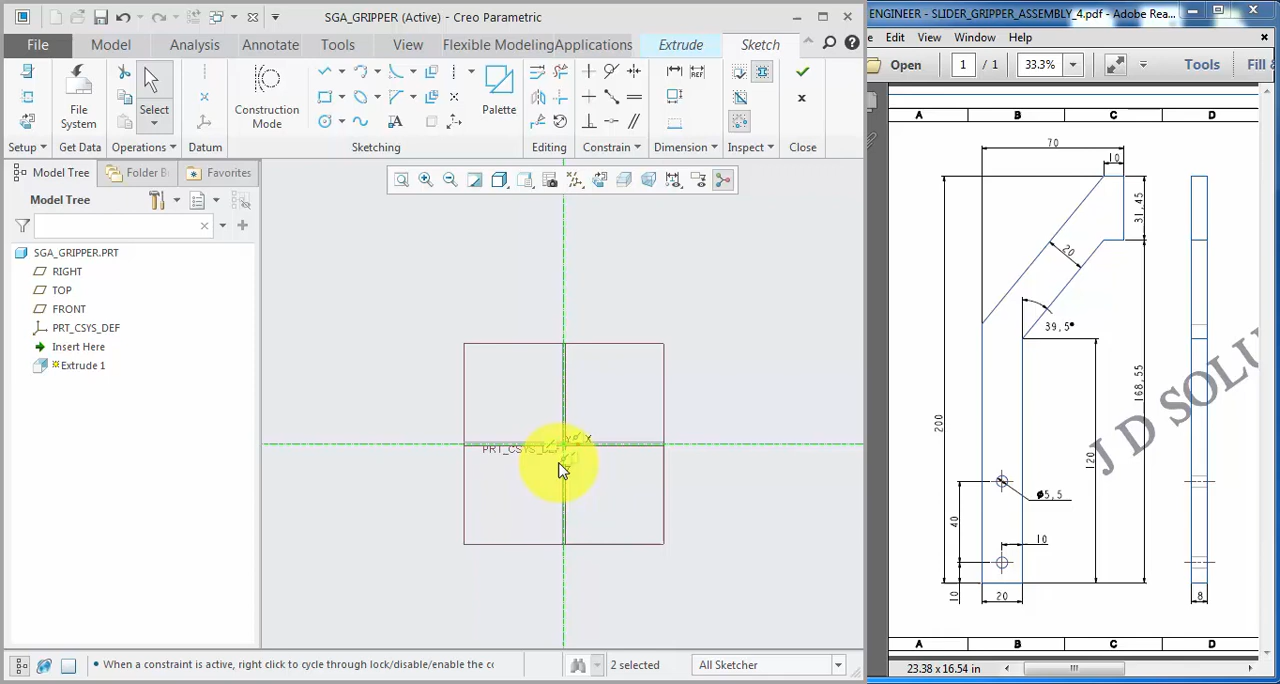 SGA_GRIPPER (Active) - Creo Parametric
File
Model
Analysis
Annotate
Tools
View
Flexible Modeling
Applications
Extrude
Sketch
File
System
Select
Construction
Mode
Palette
Setup
Get Data
Operations
Datum
Sketching
Editing
Constrain
Dimension
Inspect
Close
Model Tree
Folder B
Favorites
Model Tree
SGA_GRIPPER.PRT
RIGHT
TOP
FRONT
PRT_CSYS_DEF
Insert Here
Extrude 1
X
When a constraint is active, right click to cycle through lock/disable/enable the co
2 selected
All Sketcher
ENGINEER - SLIDER_GRIPPER_ASSEMBLY_4.pdf - Adobe Rea...
Edit
View
Window
Help
Open
1
/ 1
33.3%
Tools
Fill &
A
B
C
D
70
10
31,45
20
39,5°
200
168,55
120
Ø5,5
40
10
10
20
8
J D SOLU
A
B
C
D
23.38 x 16.54 in